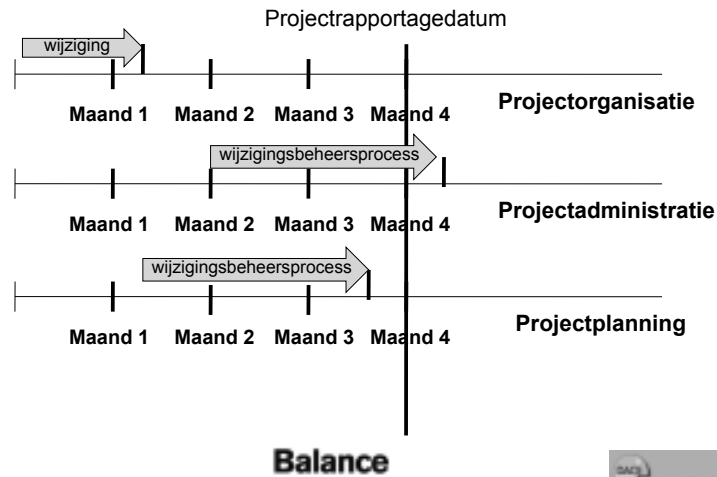 Projectrapportagedatum
wijziging
Maand 1 Maand 2 Maand 3 Maand 4
Projectorganisatie
wijzigingsbeheersprocess
Maand 1 Maand 2 Maand 3 Maand 4
Projectadministratie
wijzigingsbeheersprocess
Maand 1 Maand 2 Maand 3 Maand 4
Projectplanning
Balance
DACE